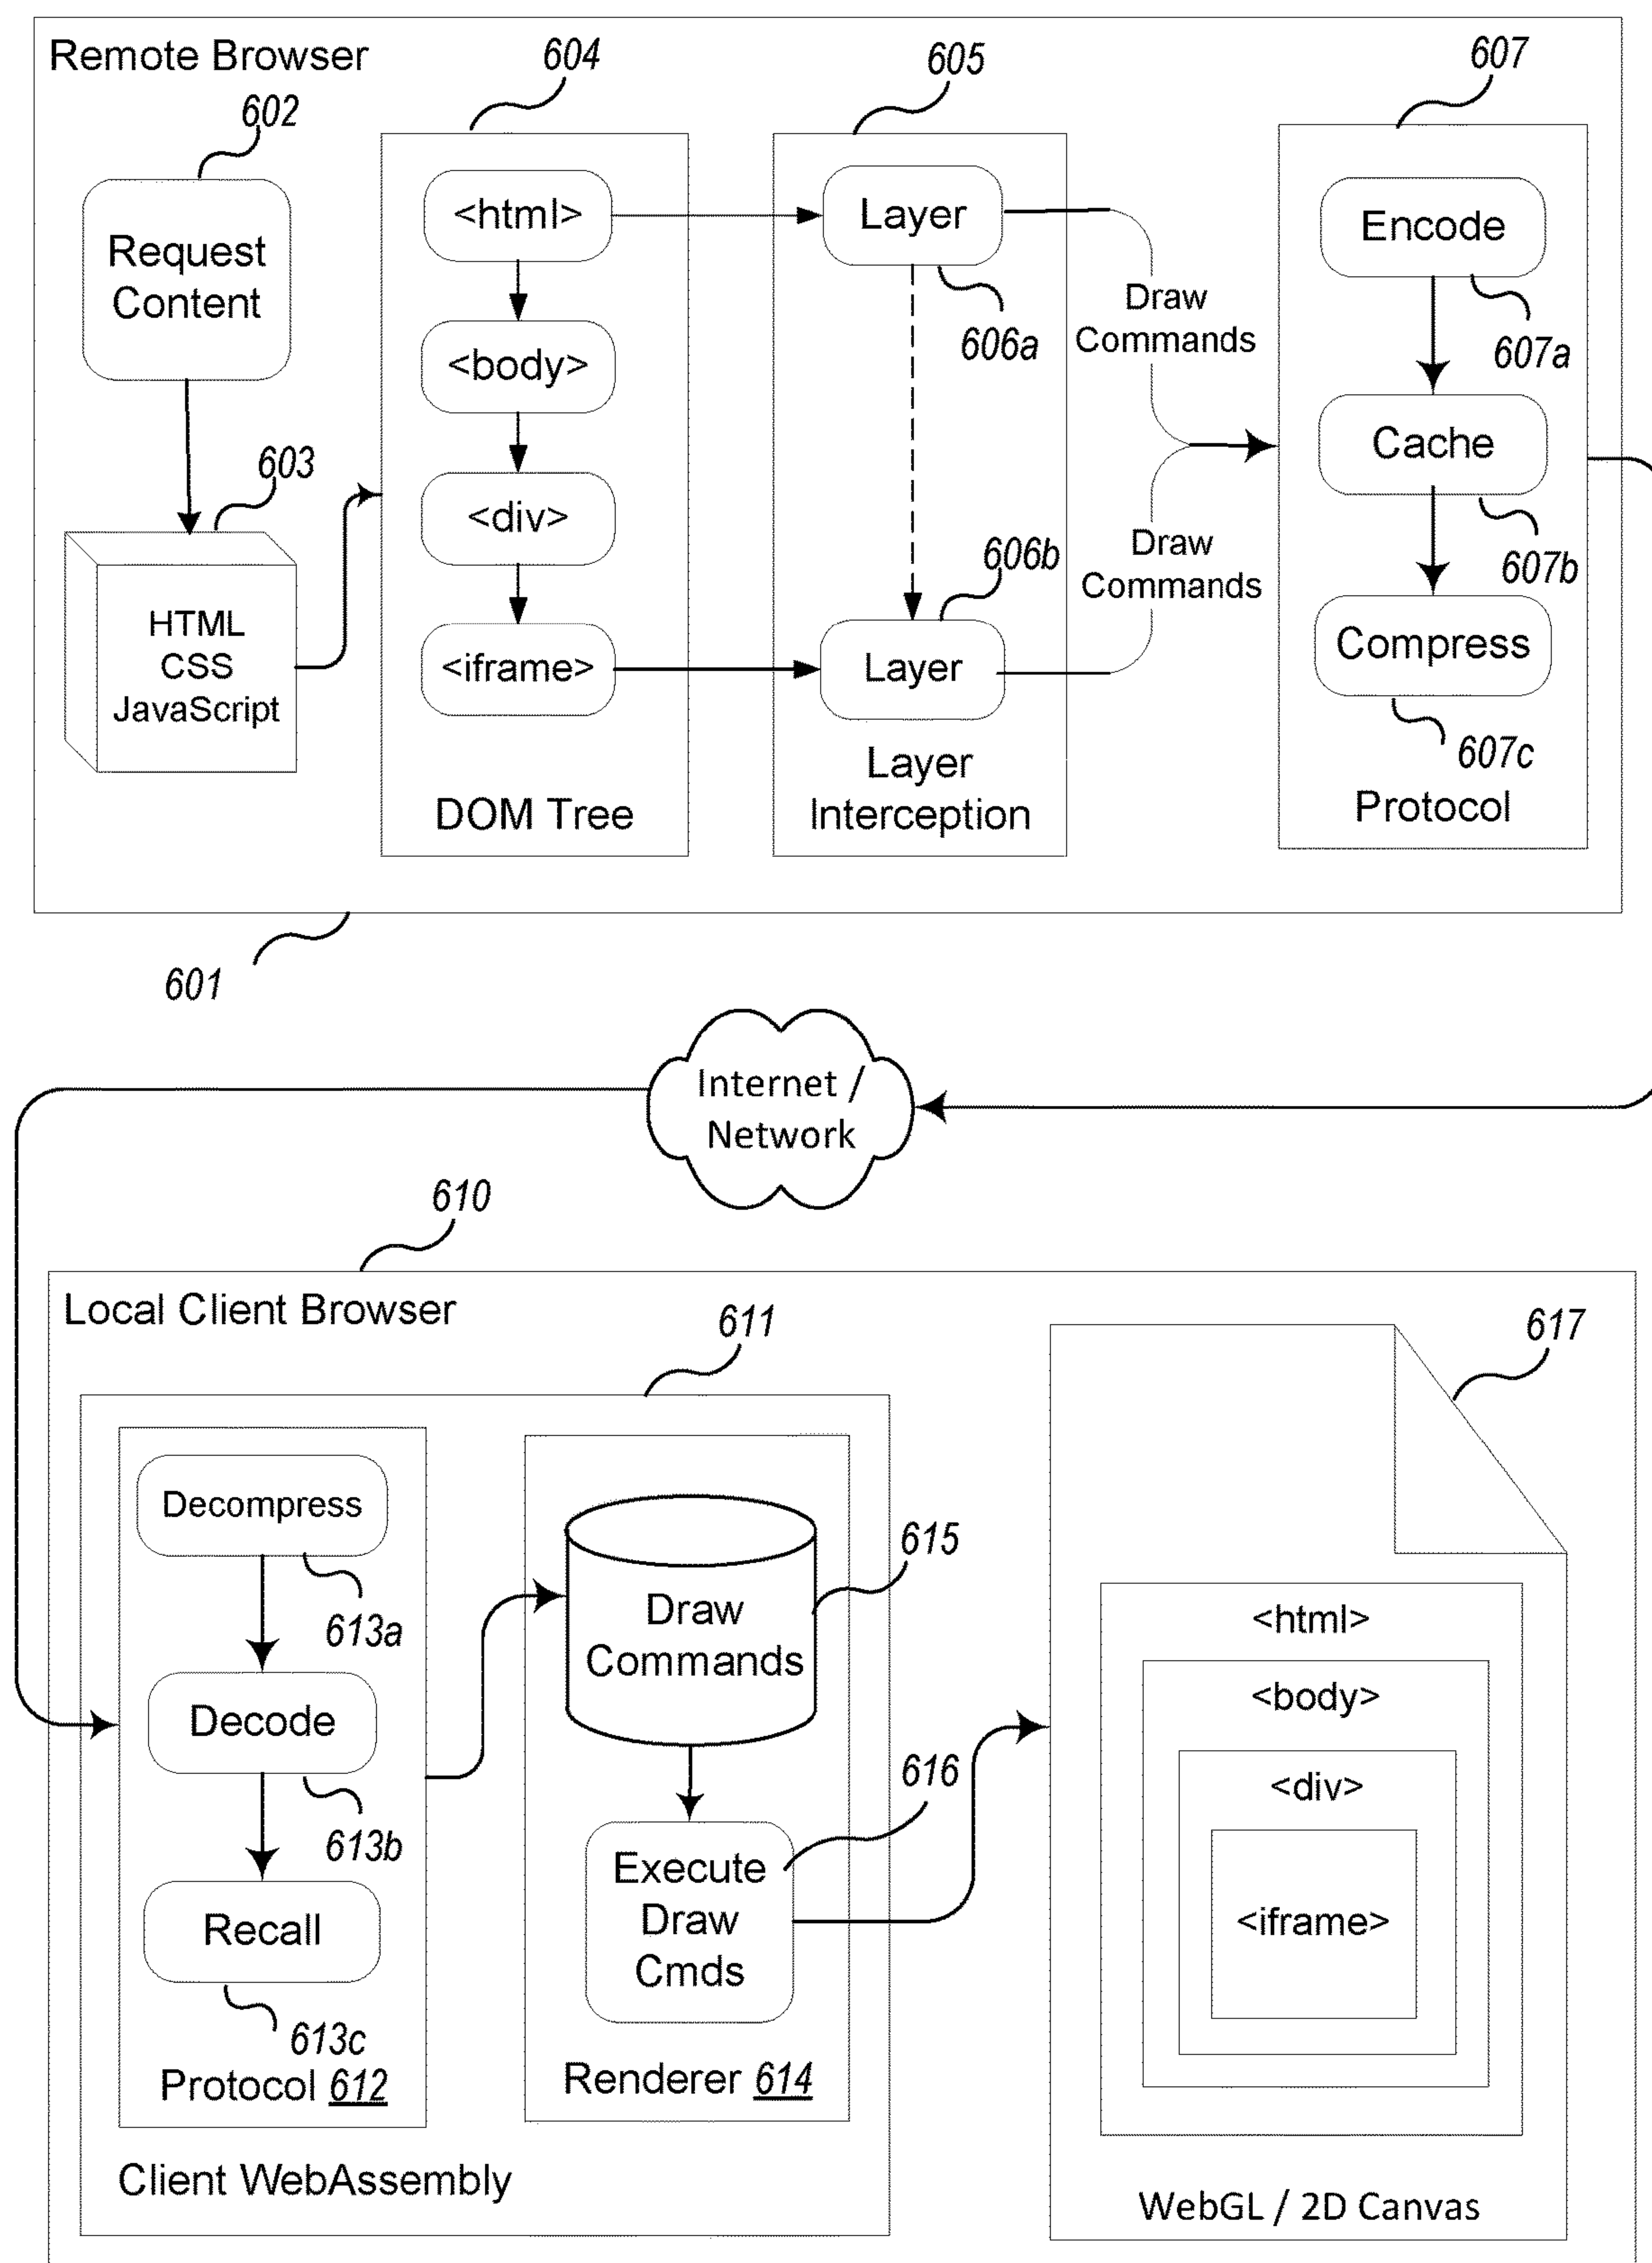 Remote Browser
604
605
607
602
Request
Content
603
HTML
CSS
JavaScript
<html>
<body>
<div>
<iframe>
DOM Tree
Layer
606a
606b
Layer
Layer
Interception
Draw
Commands
Draw
Commands
Encode
607a
Cache
607b
Compress
607c
Protocol
601
Internet /
Network
610
Local Client Browser
611
617
Decompress
613a
Decode
613b
Recall
613c
Protocol 612
615
Draw
Commands
616
Execute
Draw
Cmds
Renderer 614
Client WebAssembly
<html>
<body>
<div>
<iframe>
WebGL / 2D Canvas